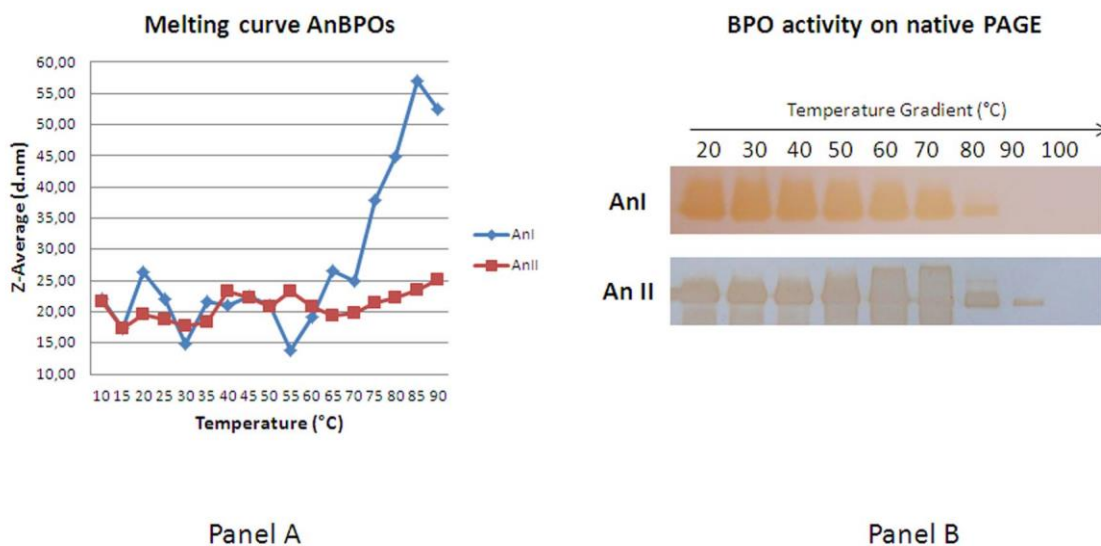 Melting curve AnBPOs
60,00
55,00
50,00
45,00
40,00
35,00
30,00
25,00
20,00
15,00
10,00
Z-Average (d.nm)
10 15 20 25 30 35 40 45 50 55 60 65 70 75 80 85 90
Temperature (°C)
AnI
AnII
Panel A
BPO activity on native PAGE
Temperature Gradient (°C)
20 30 40 50 60 70 80 90 100
AnI
An II
Panel B